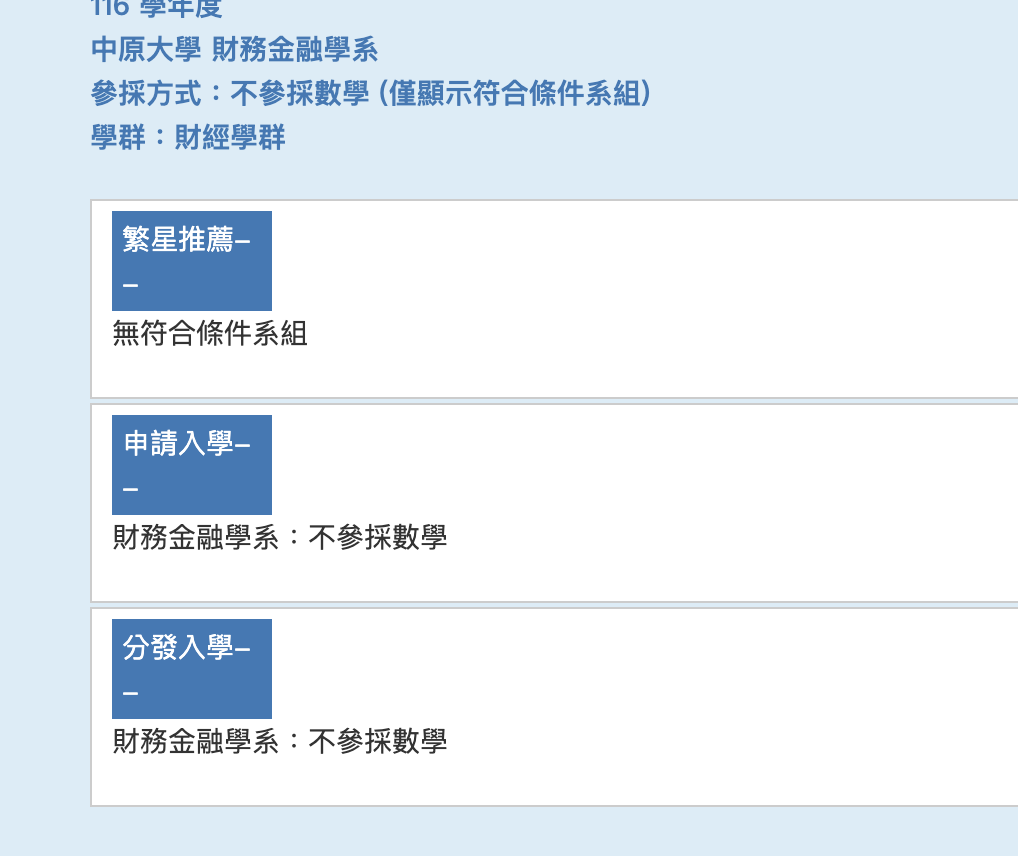 116 學年度
中原大學 財務金融學系
參採方式：不參採數學 (僅顯示符合條件系組)
學群：財經學群
繁星推薦–
–
無符合條件系組
申請入學–
–
財務金融學系：不參採數學
分發入學–
–
財務金融學系：不參採數學